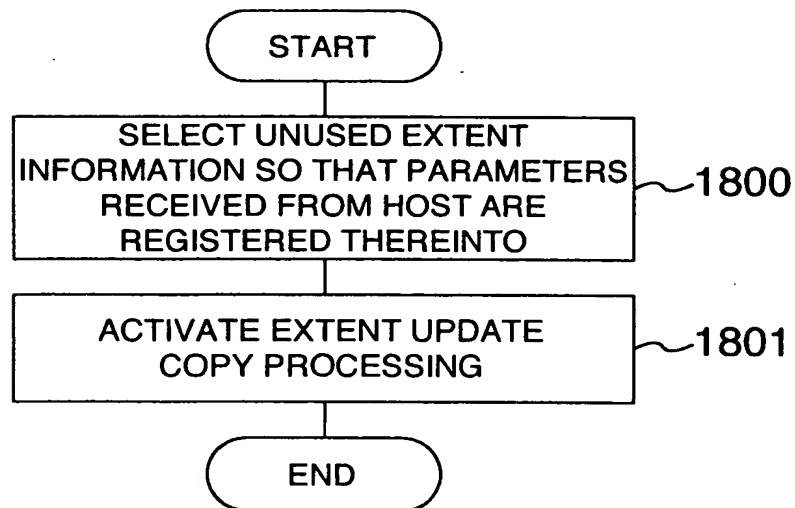 START
SELECT UNUSED EXTENT
INFORMATION SO THAT PARAMETERS
RECEIVED FROM HOST ARE
REGISTERED THEREINTO
1800
ACTIVATE EXTENT UPDATE
COPY PROCESSING
1801
END